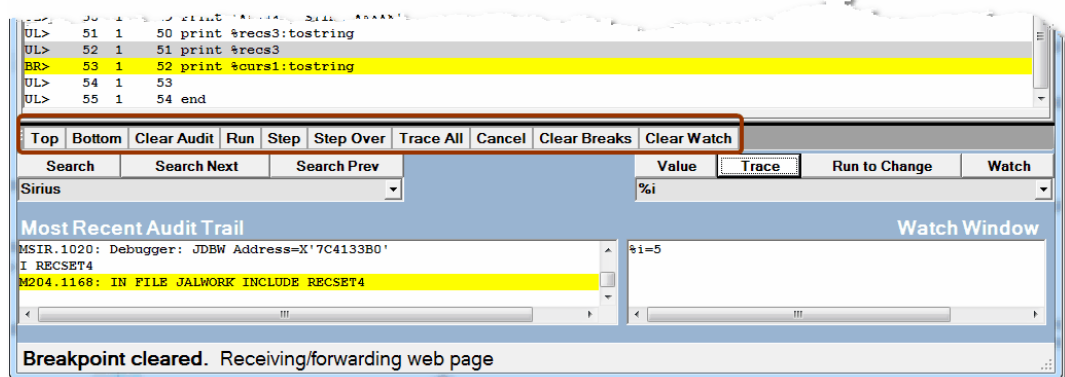 UL> 51 1 50 print %recs3:tostring
UL> 52 1 51 print %recs3
BR> 53 1 52 print %curs1:tostring
UL> 54 1 53
UL> 55 1 54 end
Top Bottom Clear Audit Run Step Step Over Trace All Cancel Clear Breaks Clear Watch
Search Search Next Search Prev Value Trace Run to Change Watch
Sirius %i
Most Recent Audit Trail Watch Window
MSIR.1020: Debugger: JDBW Address=X'7C4133B0' %i=5
I RECSET4
M204.1168: IN FILE JALWORK INCLUDE RECSET4
Breakpoint cleared. Receiving/forwarding web page